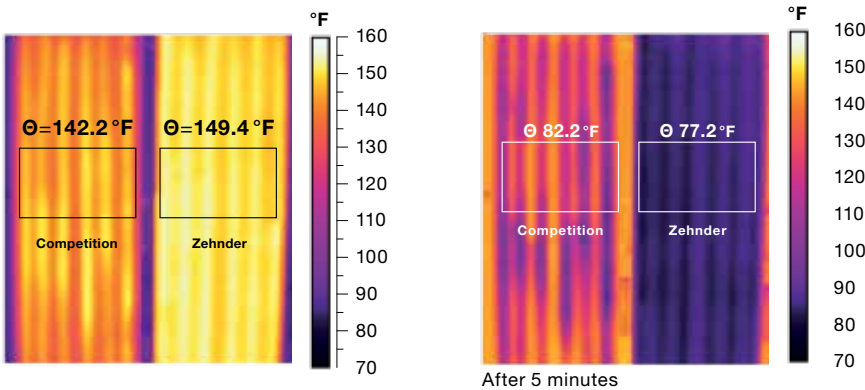 °F
160
150
140
130
120
110
100
90
80
70
Θ=142.2 °F
Θ=149.4 °F
Competition
Zehnder
°F
160
150
140
130
120
110
100
90
80
70
Θ 82.2 °F
Θ 77.2 °F
Competition
Zehnder
After 5 minutes